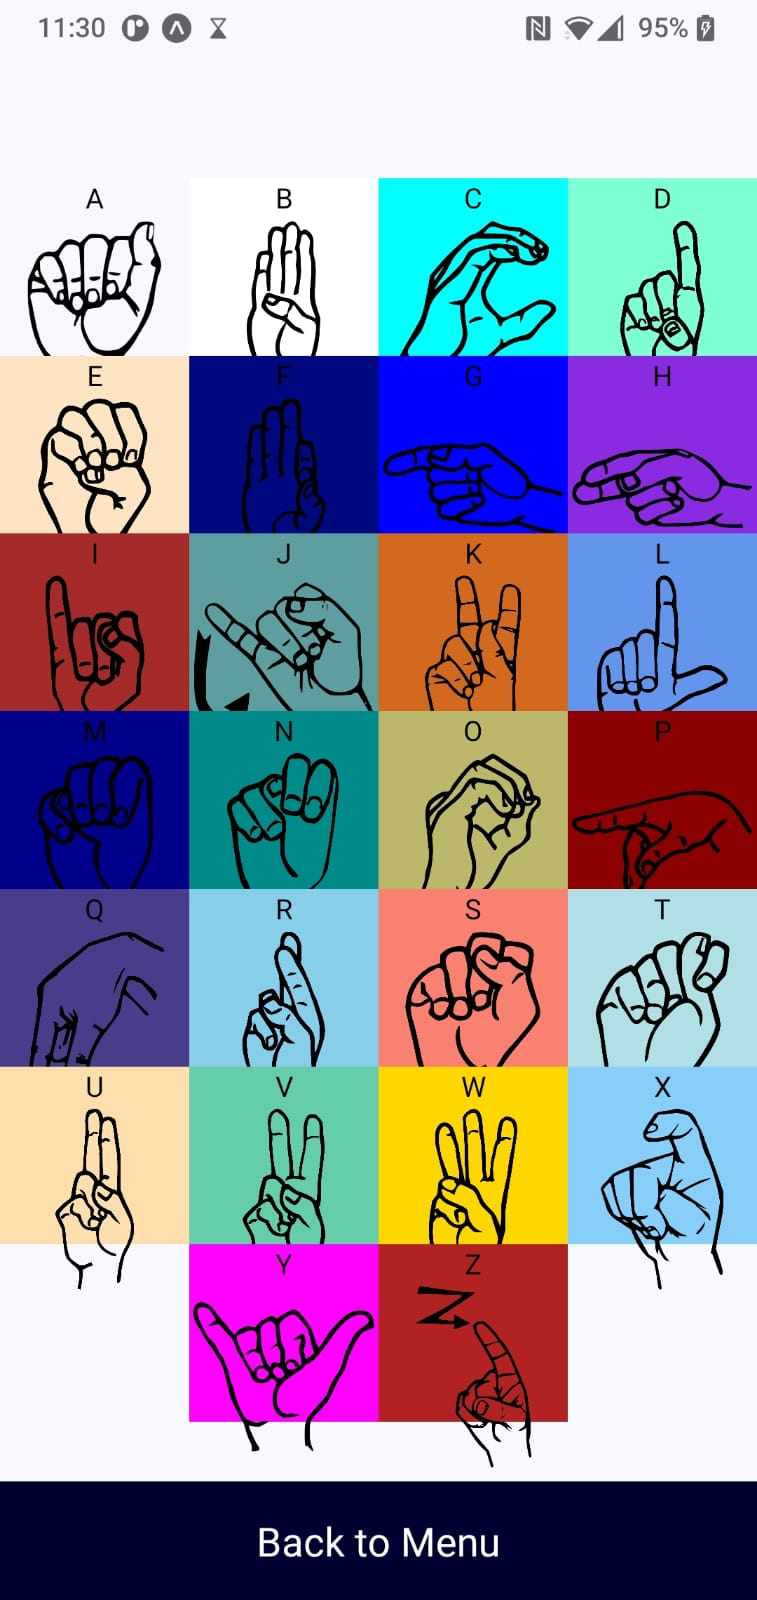 11:30 95%
A B C D
E F G H
I J K L
M N O P
Q R S T
U V W X
Y Z
Back to Menu